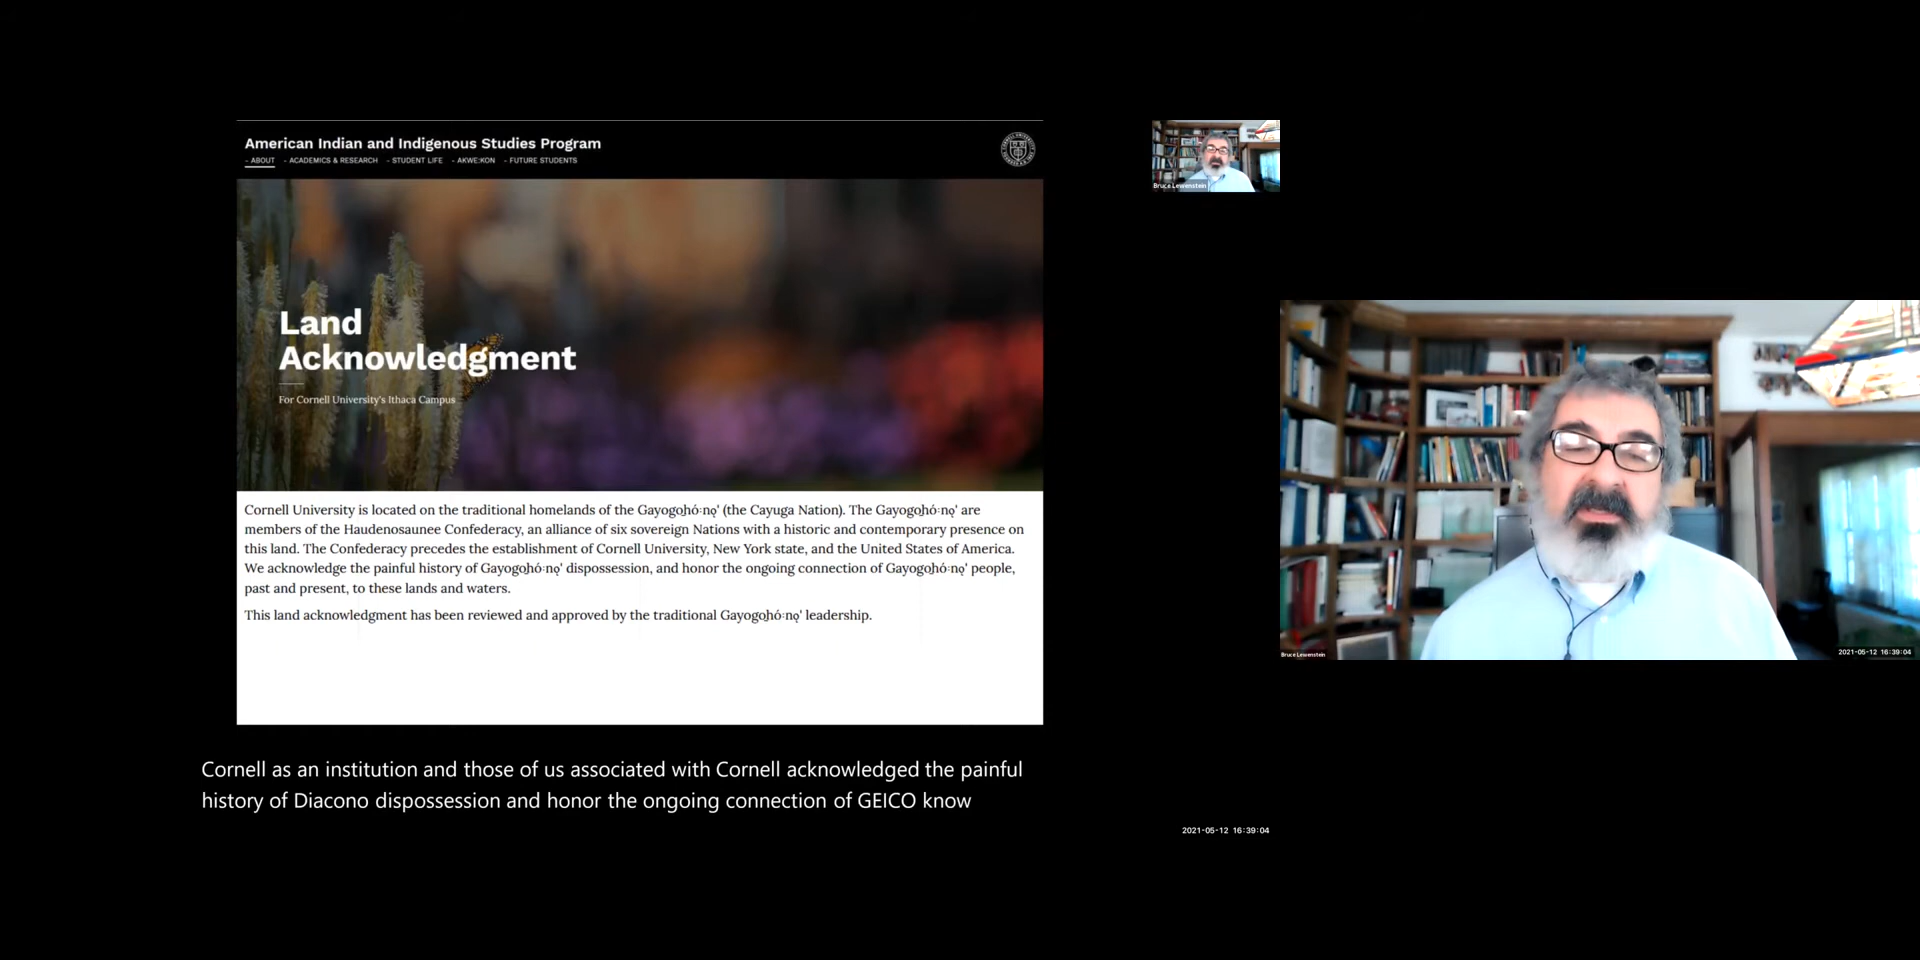 American Indian and Indigenous Studies Program
- ABOUT - ACADEMICS & RESEARCH - STUDENT LIFE - AKWE:KON - FUTURE STUDENTS
Land
Acknowledgment
For Cornell University's Ithaca Campus
Cornell University is located on the traditional homelands of the Gayogo̱hó:nǫ' (the Cayuga Nation). The Gayogo̱hó:nǫ' are
members of the Haudenosaunee Confederacy, an alliance of six sovereign Nations with a historic and contemporary presence on
this land. The Confederacy precedes the establishment of Cornell University, New York state, and the United States of America.
We acknowledge the painful history of Gayogo̱hó:nǫ' dispossession, and honor the ongoing connection of Gayogo̱hó:nǫ' people,
past and present, to these lands and waters.
This land acknowledgment has been reviewed and approved by the traditional Gayogo̱hó:nǫ' leadership.
Cornell as an institution and those of us associated with Cornell acknowledged the painful
history of Diacono dispossession and honor the ongoing connection of GEICO know
Bruce Lewenstein
2021-05-12 16:39:04
Bruce Lewenstein
2021-05-12 16:39:04